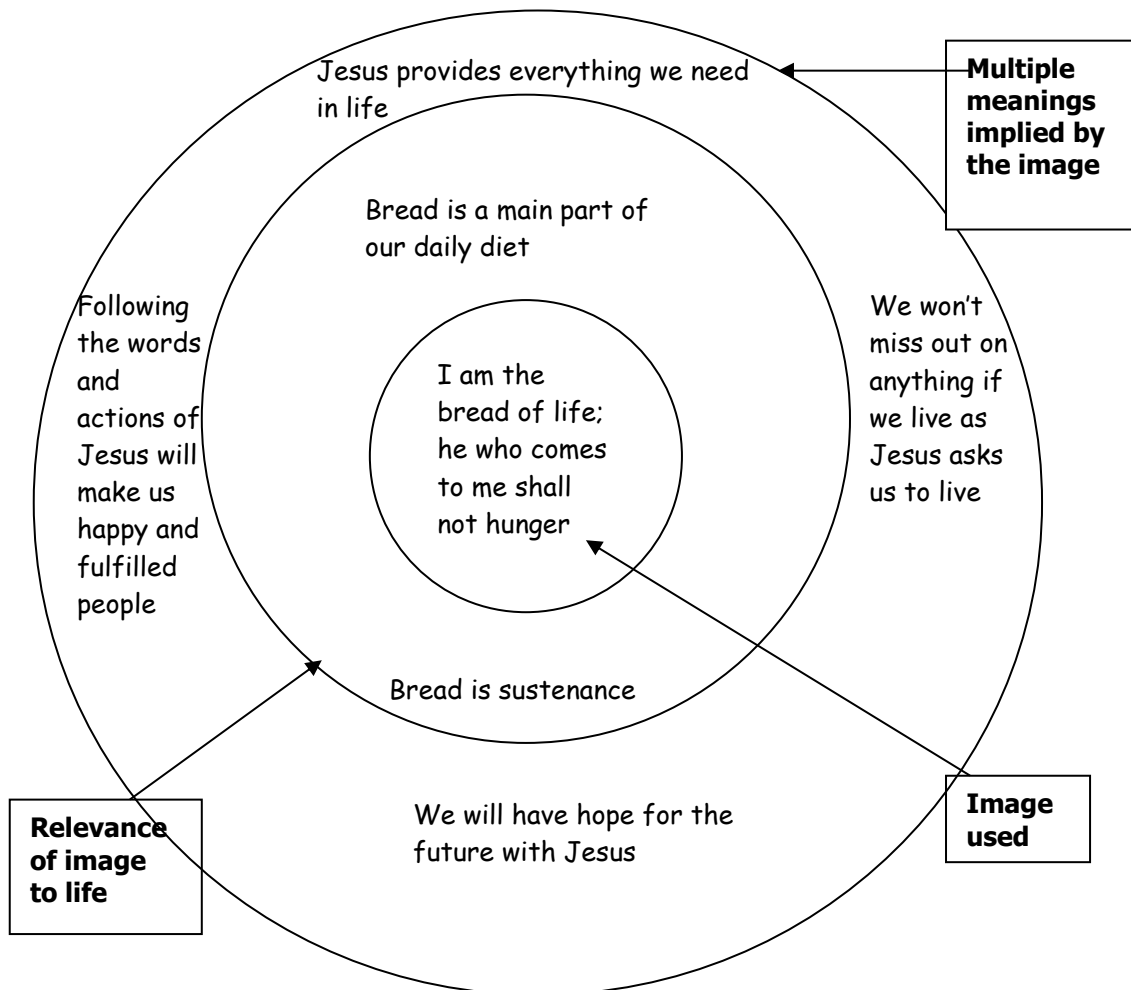 Jesus provides everything we need
in life
Multiple
meanings
implied by
the image
Bread is a main part of
our daily diet
Following
the words
and
actions of
Jesus will
make us
happy and
fulfilled
people
I am the
bread of life;
he who comes
to me shall
not hunger
We won't
miss out on
anything if
we live as
Jesus asks
us to live
Bread is sustenance
Relevance
of image
to life
We will have hope for the
future with Jesus
Image
used